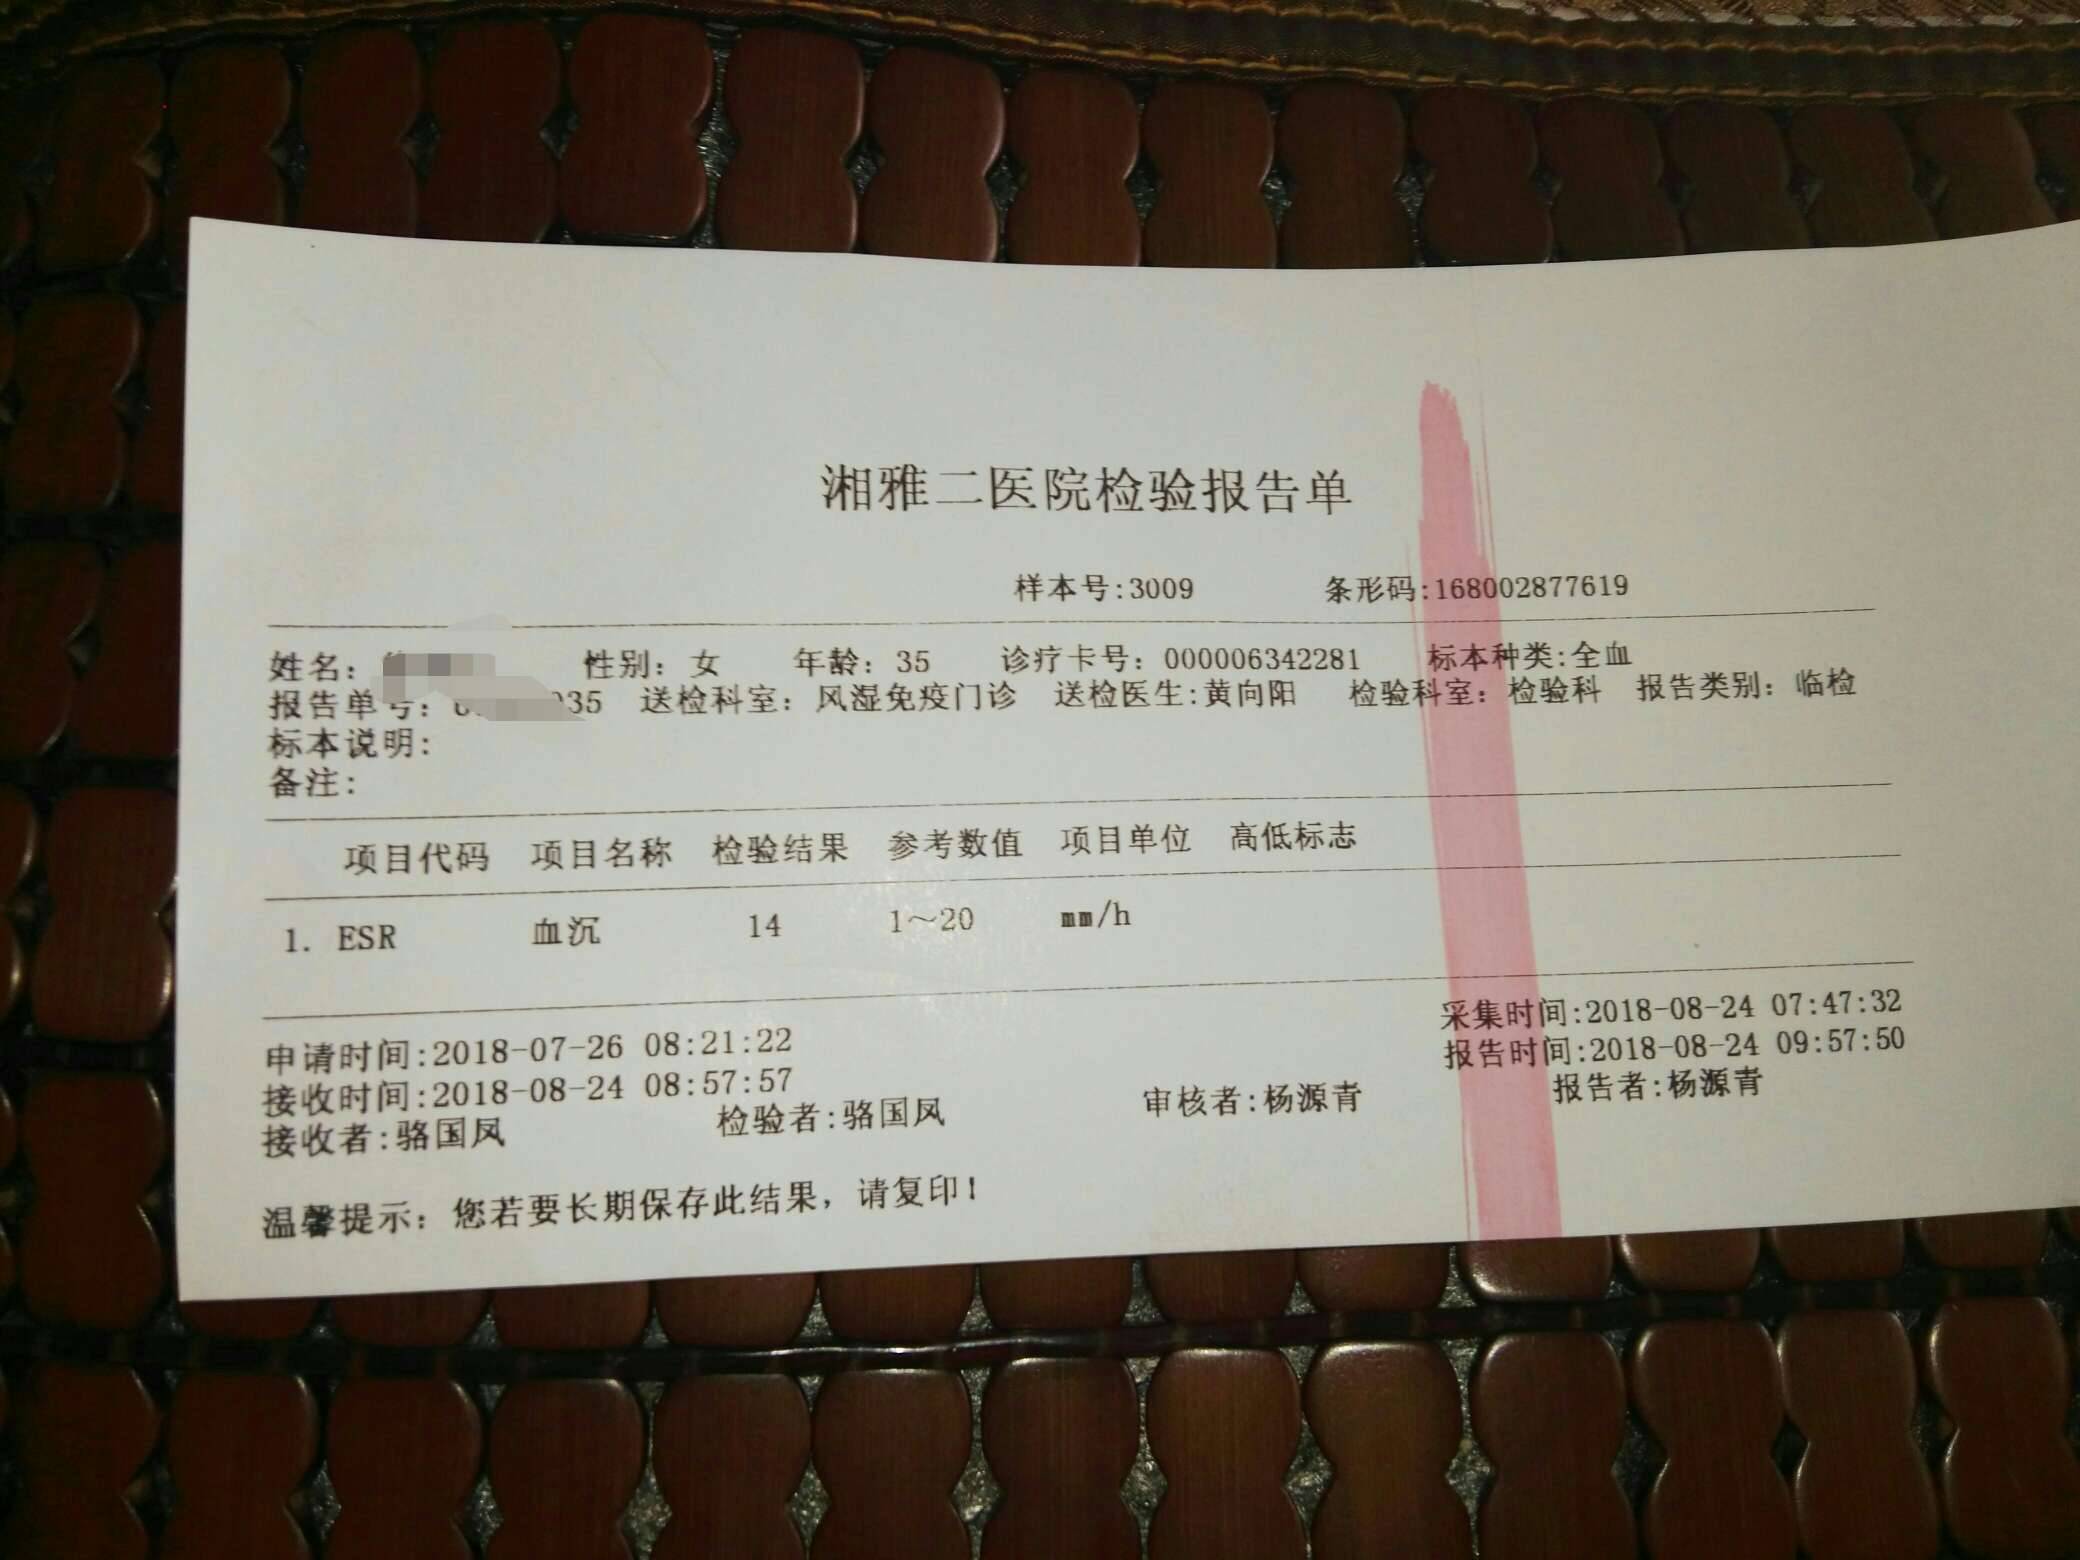 湘雅二医院检验报告单
样本号:3009 条形码:168002877619
姓名: 性别: 女 年龄: 35 诊疗卡号: 000006342281 标本种类:全血
报告单号: 035 送检科室: 风湿免疫门诊 送检医生:黄向阳 检验科室: 检验科 报告类别: 临检
标本说明:
备注:
项目代码 项目名称 检验结果 参考数值 项目单位 高低标志
1. ESR 血沉 14 1～20 mm/h
采集时间:2018-08-24 07:47:32
申请时间:2018-07-26 08:21:22 报告时间:2018-08-24 09:57:50
接收时间:2018-08-24 08:57:57
接收者:骆国凤 检验者:骆国凤 审核者:杨源青 报告者:杨源青
温馨提示: 您若要长期保存此结果, 请复印!